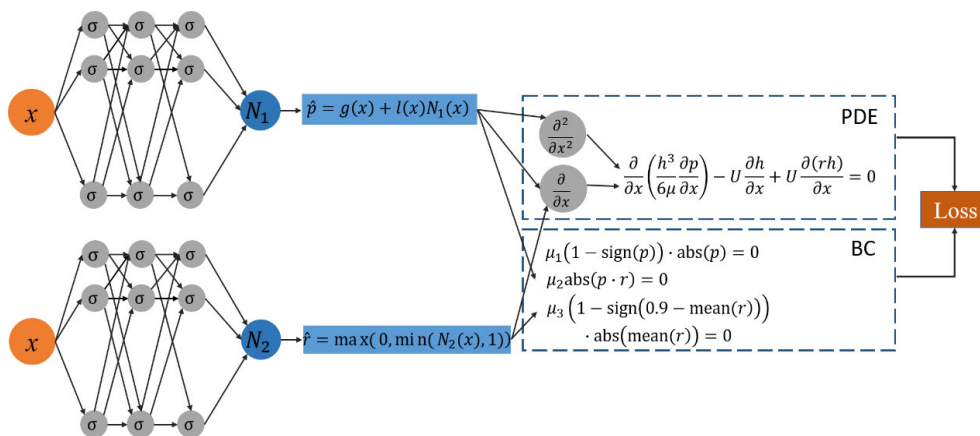 σ σ σ
σ σ σ
x
N₁
p̂ = g(x) + l(x)N₁(x)
σ σ σ
PDE
∂²/∂x²
∂/∂x
∂/∂x (h³/6μ ∂p/∂x) − U ∂h/∂x + U ∂(rh)/∂x = 0
Loss
BC
μ₁(1 − sign(p)) · abs(p) = 0
μ₂abs(p · r) = 0
μ₃ (1 − sign(0.9 − mean(r)))
· abs(mean(r)) = 0
σ σ σ
σ σ σ
x
N₂
r̂ = max( 0, min( N₂(x), 1))
σ σ σ